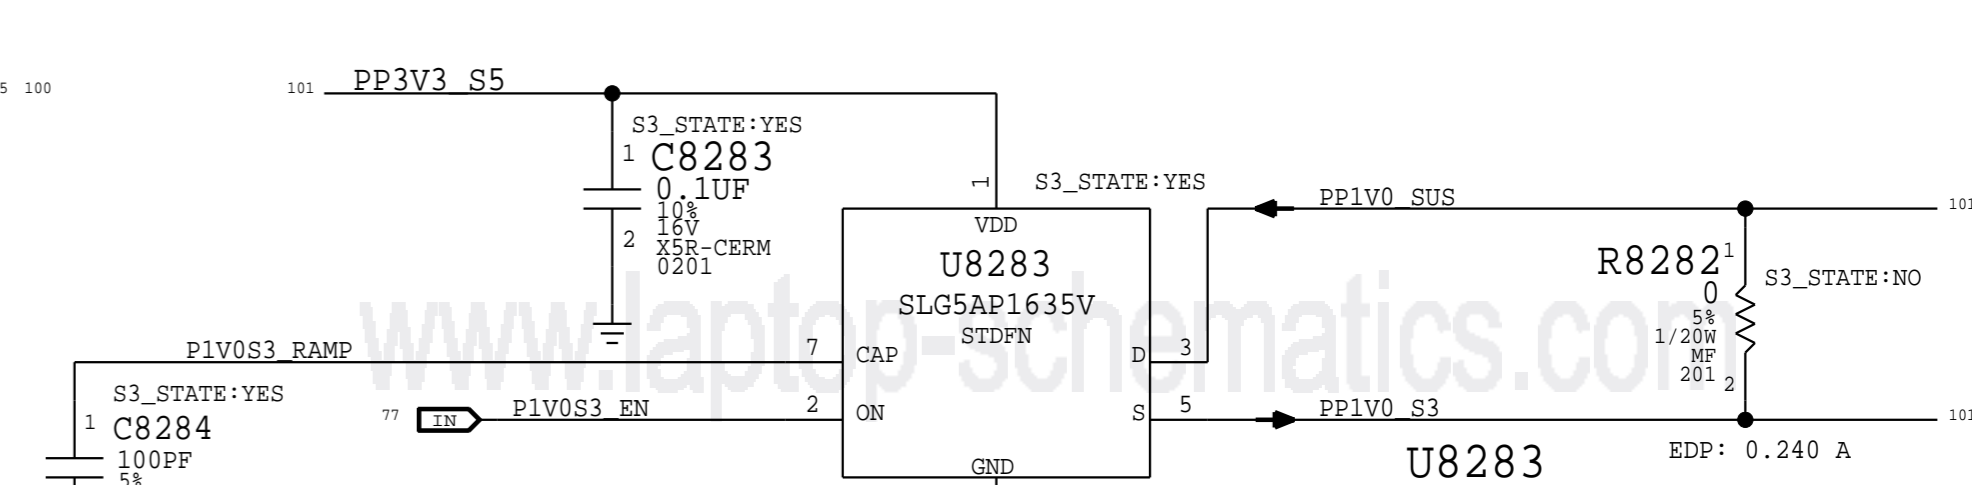 5 100
101 PP3V3_S5
S3_STATE:YES
1 C8283
0.1UF
10%
16V
2
X5R-CERM
0201
1
S3_STATE:YES
VDD
U8283
SLG5AP1635V
STDFN
PP1V0_SUS
101
R8282
1
S3_STATE:NO
0
5%
1/20W
MF
201
2
P1V0S3_RAMP
7
CAP
D
3
S3_STATE:YES
1 C8284
100PF
5%
77
IN
P1V0S3_EN
2
ON
S
5
PP1V0_S3
101
GND
U8283
EDP: 0.240 A
www.laptop-schematics.com